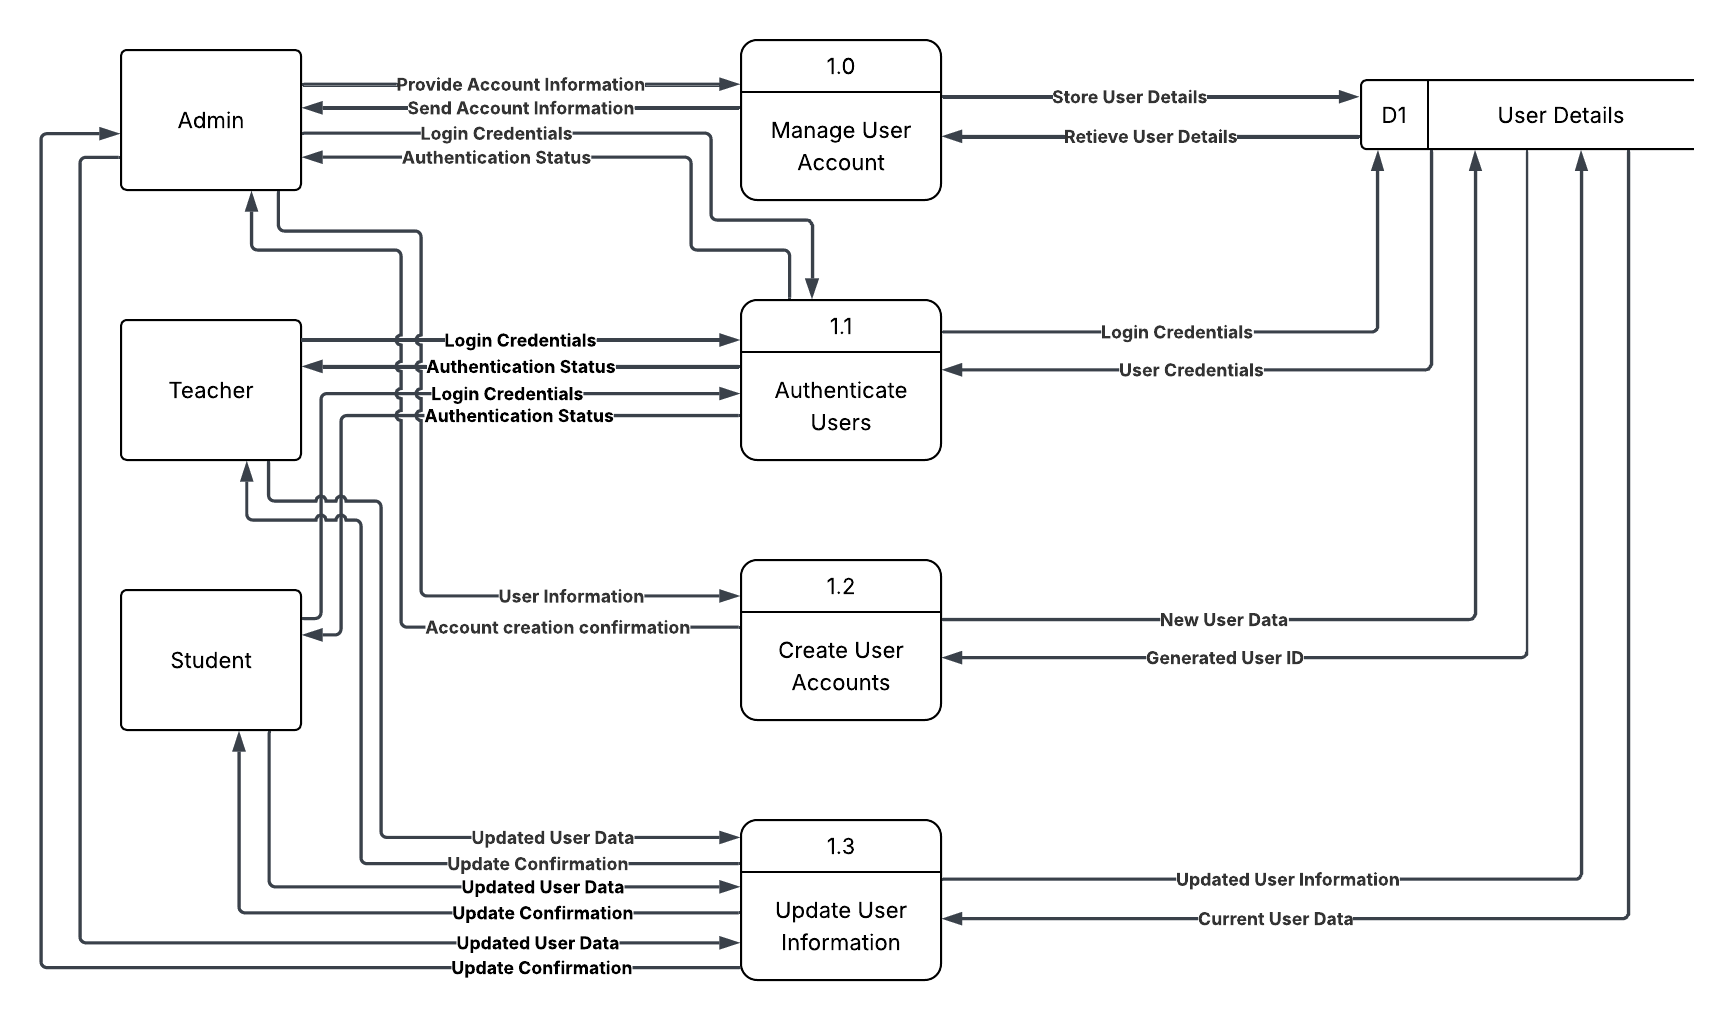 Admin
Provide Account Information
Send Account Information
Login Credentials
Authentication Status
1.0
Manage User
Account
Store User Details
Retieve User Details
D1
User Details
Teacher
Login Credentials
Authentication Status
Login Credentials
Authentication Status
1.1
Authenticate
Users
Login Credentials
User Credentials
Student
User Information
Account creation confirmation
1.2
Create User
Accounts
New User Data
Generated User ID
Updated User Data
Update Confirmation
Updated User Data
Update Confirmation
Updated User Data
Update Confirmation
1.3
Update User
Information
Updated User Information
Current User Data